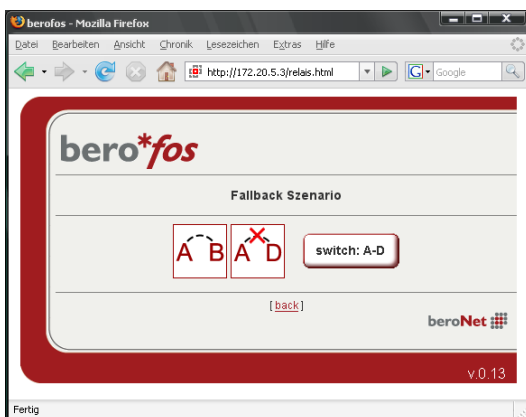 berofos - Mozilla Firefox
Datei Bearbeiten Ansicht Chronik Lesezeichen Extras Hilfe
http://172.20.5.3/relais.html G Google
bero*fos
Fallback Szenario
A B A D switch: A-D
[ back ]
beroNet
v.0.13
Fertig